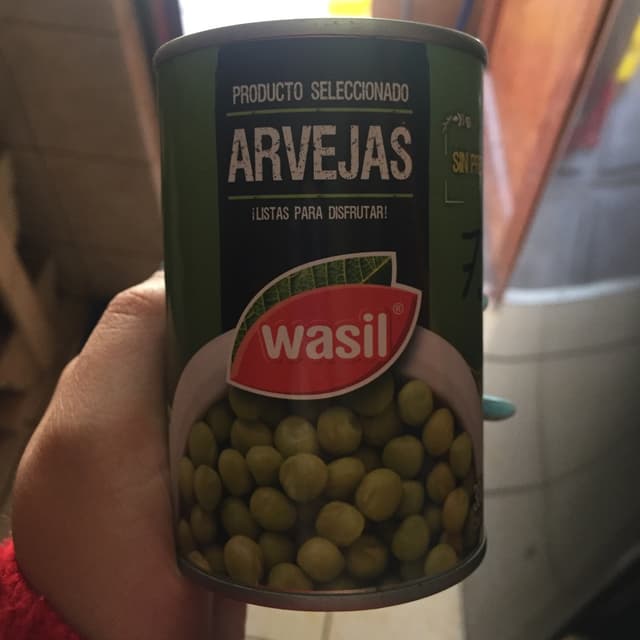 PRODUCTO SELECCIONADO
ARVEJAS
¡LISTAS PARA DISFRUTAR!
wasil®
SIN